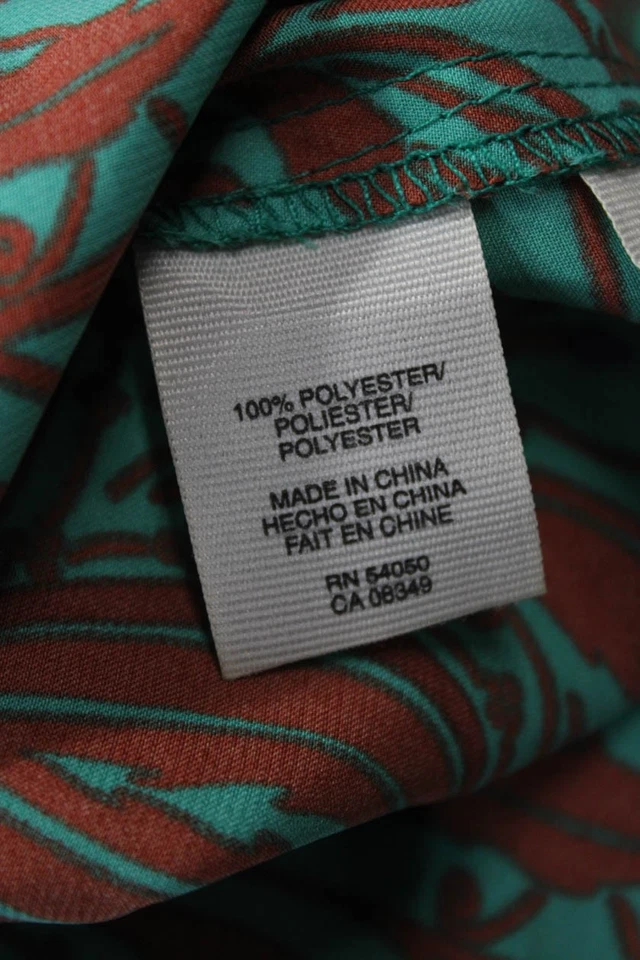 100% POLYESTER/
POLIESTER/
POLYESTER
MADE IN CHINA
HECHO EN CHINA
FAIT EN CHINE
RN 54050
CA 08349